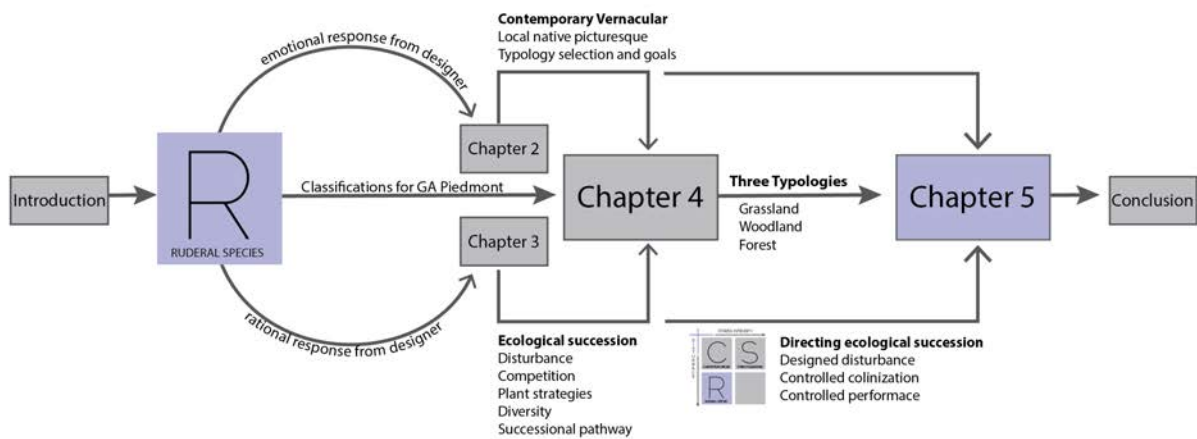 Introduction
R
RUDERAL SPECIES
emotional response from designer
Classifications for GA Piedmont
rational response from designer
Contemporary Vernacular
Local native picturesque
Typology selection and goals
Chapter 2
Chapter 3
Ecological succession
Disturbance
Competition
Plant strategies
Diversity
Successional pathway
Chapter 4
Three Typologies
Grassland
Woodland
Forest
C
S
R
Directing ecological succession
Designed disturbance
Controlled colinization
Controlled performace
Chapter 5
Conclusion